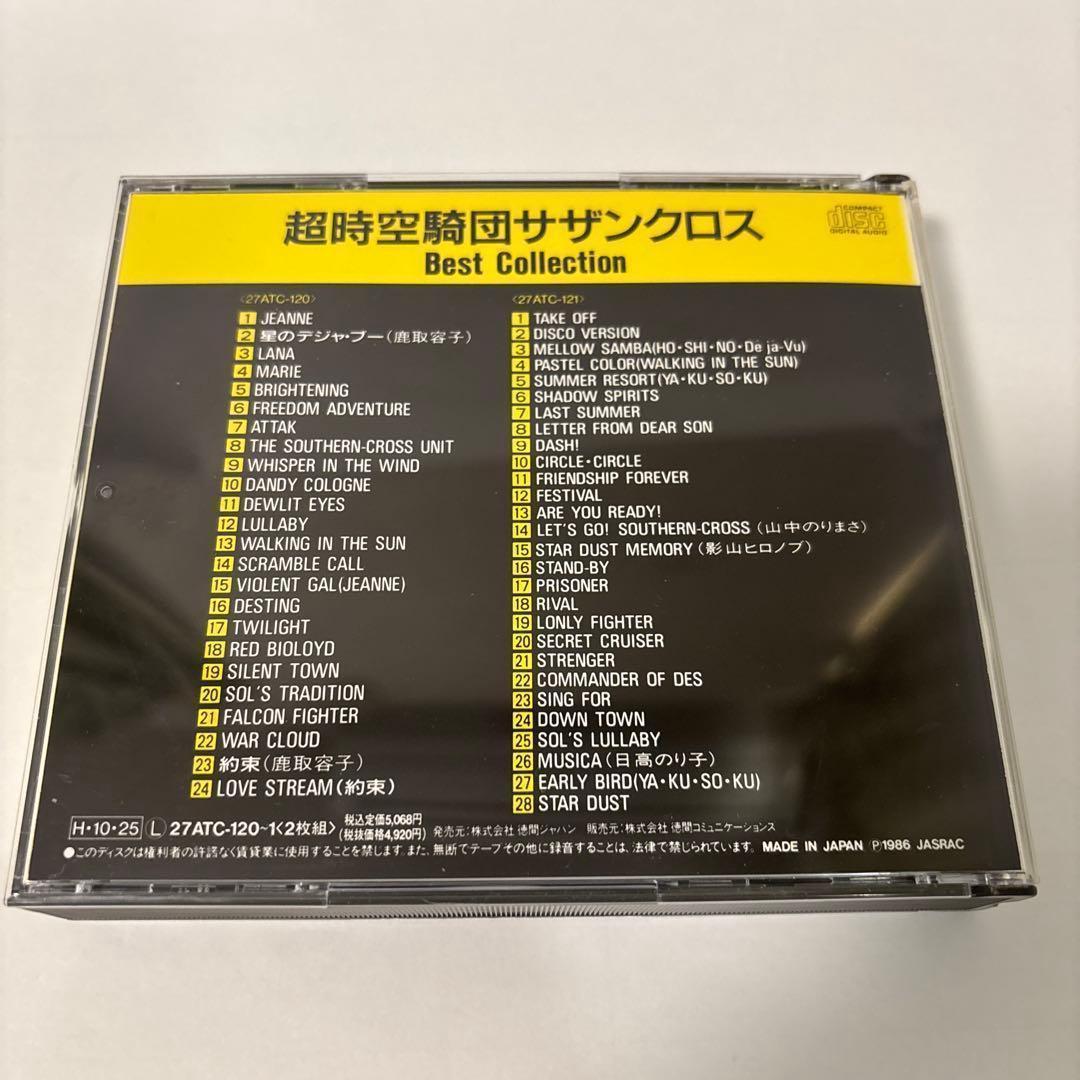 超時空騎団サザンクロス
Best Collection
COMPACT
disc
DIGITAL AUDIO
〈27ATC-120〉
1 JEANNE
2 星のデジャ・ブー(鹿取容子)
3 LANA
4 MARIE
5 BRIGHTENING
6 FREEDOM ADVENTURE
7 ATTAK
8 THE SOUTHERN-CROSS UNIT
9 WHISPER IN THE WIND
10 DANDY COLOGNE
11 DEWLIT EYES
12 LULLABY
13 WALKING IN THE SUN
14 SCRAMBLE CALL
15 VIOLENT GAL(JEANNE)
16 DESTING
17 TWILIGHT
18 RED BIOLOYD
19 SILENT TOWN
20 SOL'S TRADITION
21 FALCON FIGHTER
22 WAR CLOUD
23 約束(鹿取容子)
24 LOVE STREAM(約束)
〈27ATC-121〉
1 TAKE OFF
2 DISCO VERSION
3 MELLOW SAMBA(HO・SHI・NO・De ja-Vu)
4 PASTEL COLOR(WALKING IN THE SUN)
5 SUMMER RESORT(YA・KU・SO・KU)
6 SHADOW SPIRITS
7 LAST SUMMER
8 LETTER FROM DEAR SON
9 DASH!
10 CIRCLE・CIRCLE
11 FRIENDSHIP FOREVER
12 FESTIVAL
13 ARE YOU READY!
14 LET'S GO! SOUTHERN-CROSS (山中のりまさ)
15 STAR DUST MEMORY(影山ヒロノブ)
16 STAND-BY
17 PRISONER
18 RIVAL
19 LONLY FIGHTER
20 SECRET CRUISER
21 STRENGER
22 COMMANDER OF DES
23 SING FOR
24 DOWN TOWN
25 SOL'S LULLABY
26 MUSICA(日高のり子)
27 EARLY BIRD(YA・KU・SO・KU)
28 STAR DUST
H・10・25 L 27ATC-120~1〈2枚組〉 税込定価5,068円 (税抜価格4,920円) 発売元:株式会社 徳間ジャパン 販売元:株式会社 徳間コミュニケーションズ
●このディスクは権利者の許諾なく賃貸業に使用することを禁じます。また、無断でテープその他に録音することは、法律で禁じられています。 MADE IN JAPAN Ⓟ1986 JASRAC